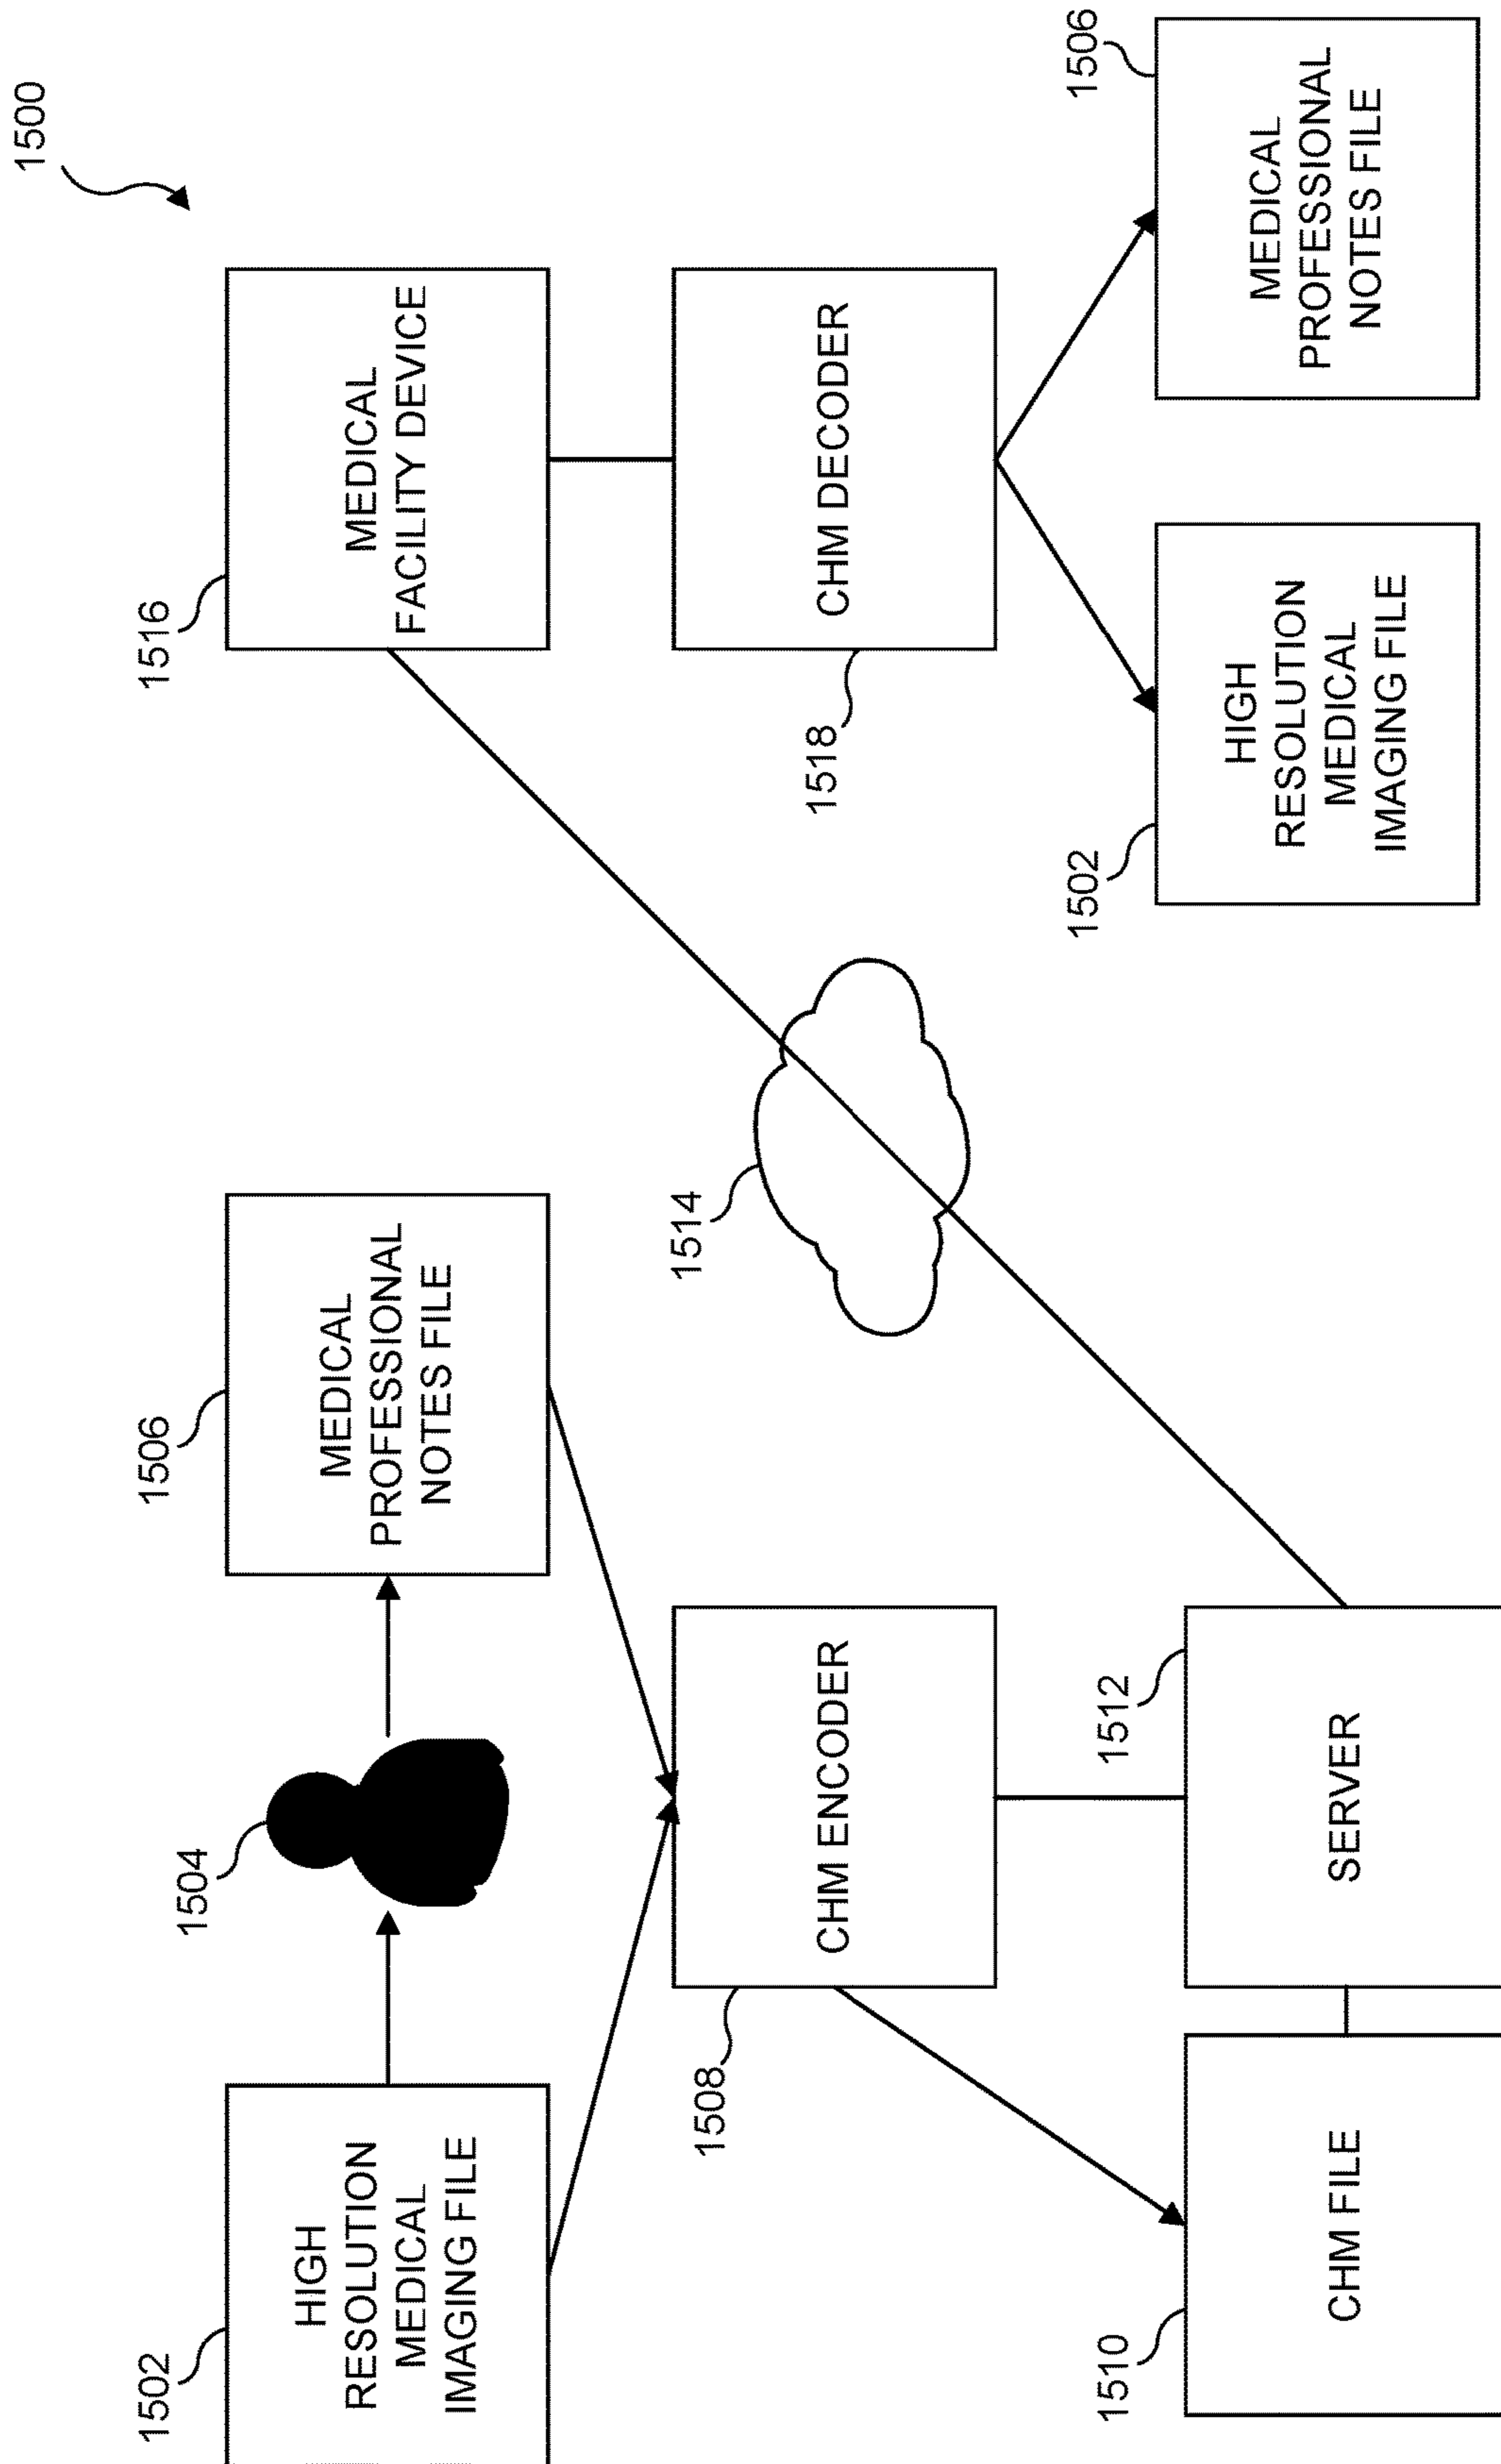 1500
1502
HIGH
RESOLUTION
MEDICAL
IMAGING FILE
1504
1506
MEDICAL
PROFESSIONAL
NOTES FILE
1516
MEDICAL
FACILITY DEVICE
1508
CHM ENCODER
1514
1518
CHM DECODER
1510
CHM FILE
1512
SERVER
1502
HIGH
RESOLUTION
MEDICAL
IMAGING FILE
1506
MEDICAL
PROFESSIONAL
NOTES FILE